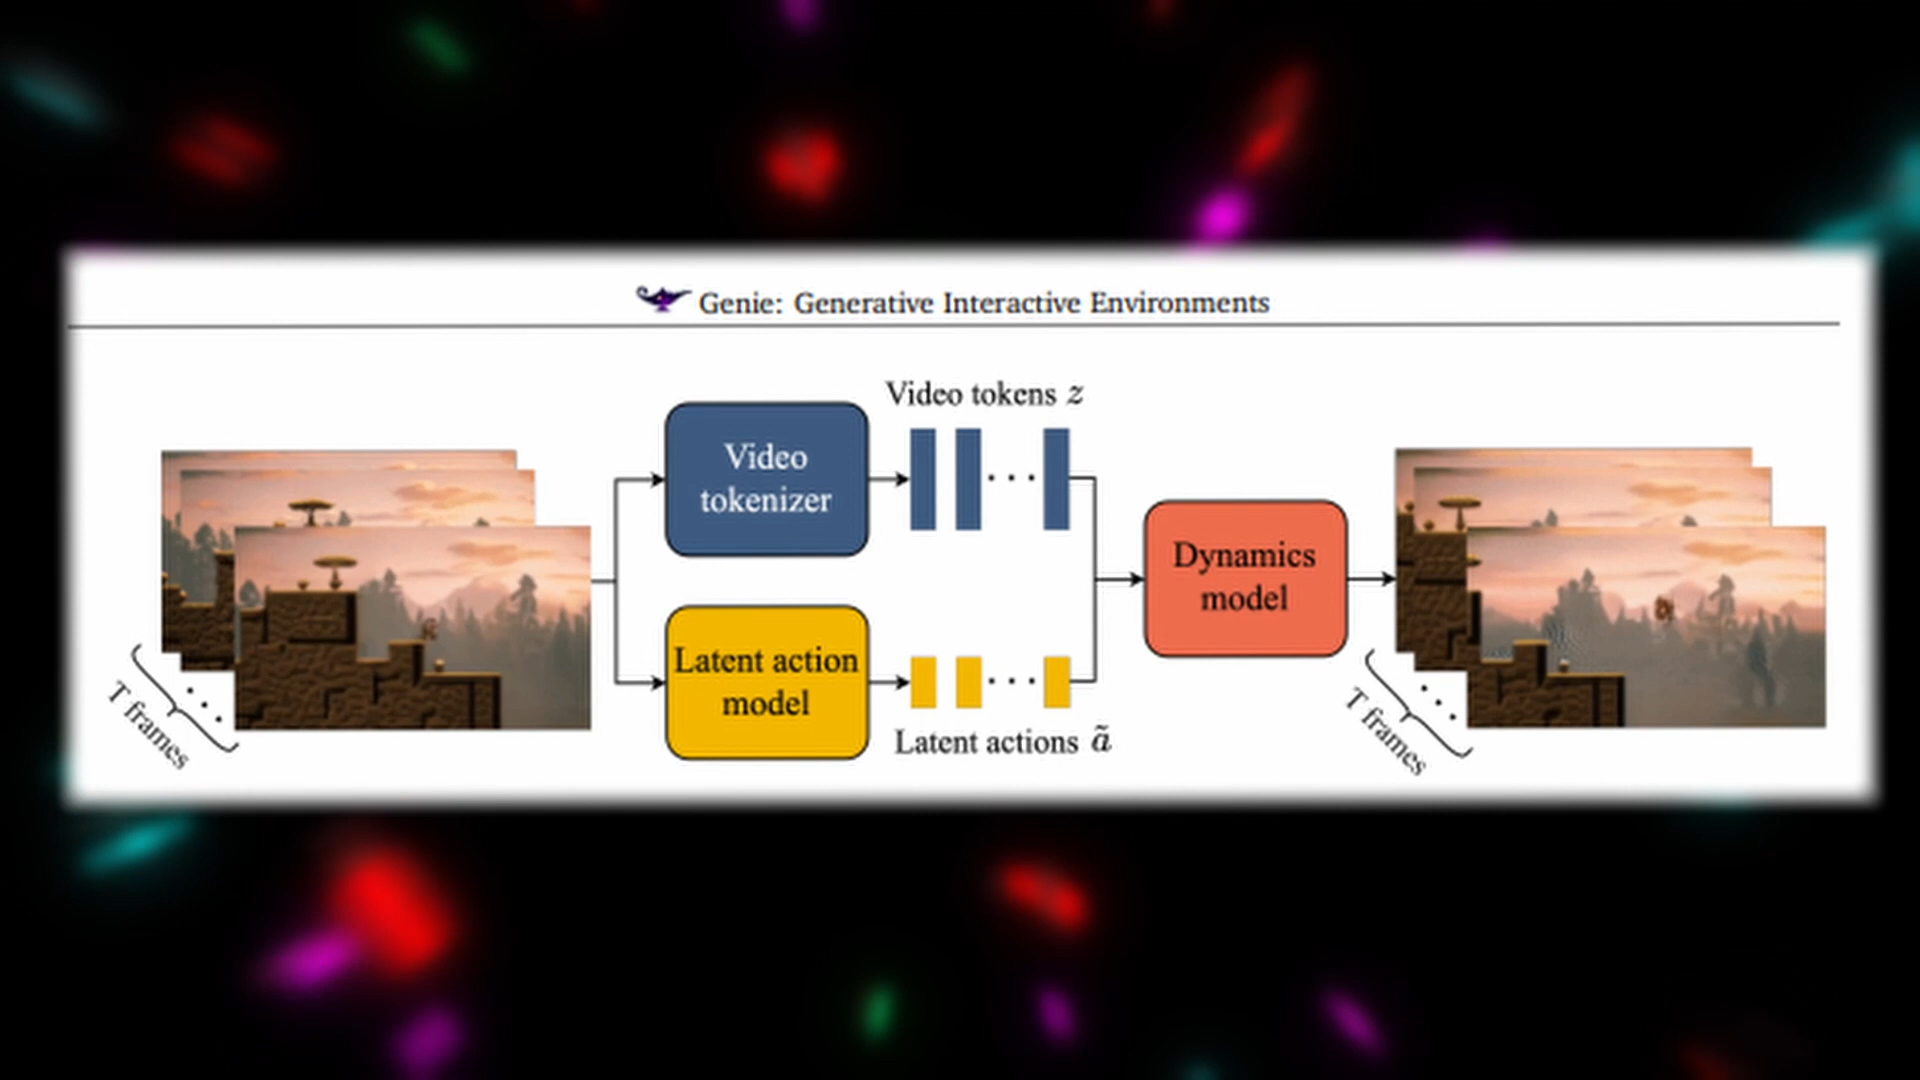 Genie: Generative Interactive Environments
Video tokens z
Video
tokenizer
Dynamics
model
Latent action
model
Latent actions ã
T frames
T frames